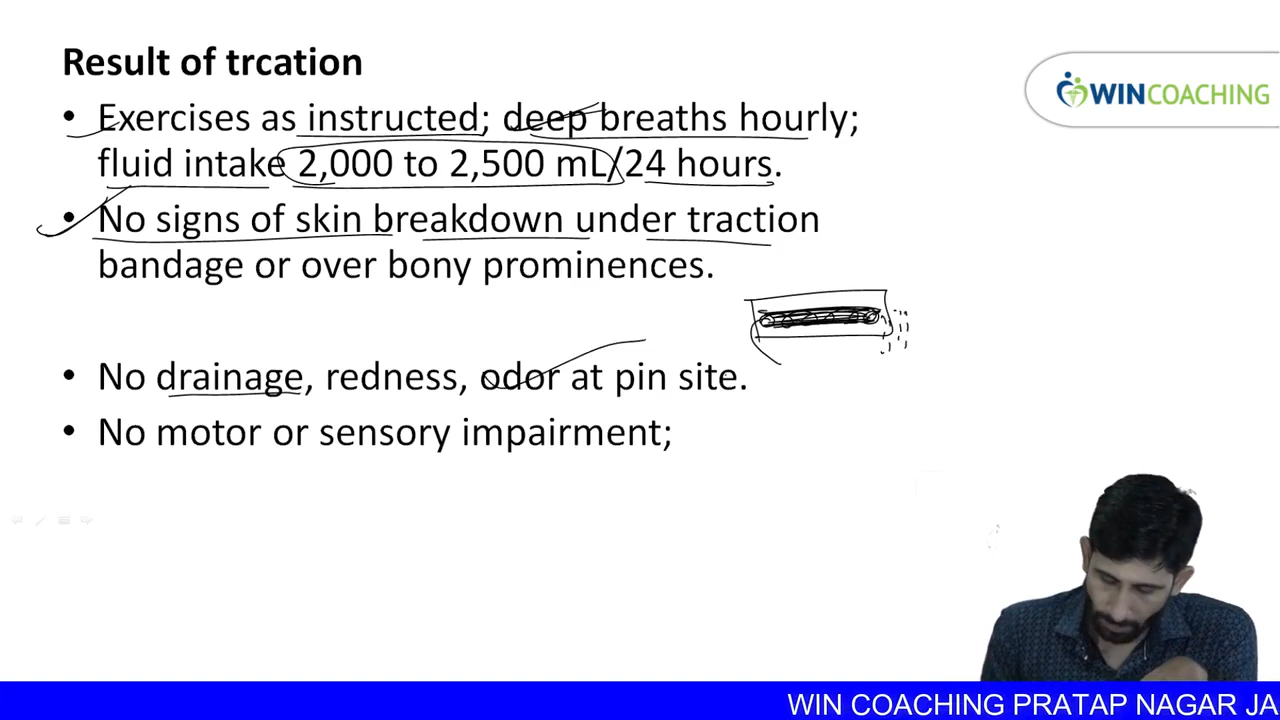 Result of trcation
WINCOACHING
• Exercises as instructed; deep breaths hourly;
fluid intake 2,000 to 2,500 mL/24 hours.
• No signs of skin breakdown under traction
bandage or over bony prominences.
• No drainage, redness, odor at pin site.
• No motor or sensory impairment;
WIN COACHING PRATAP NAGAR JA